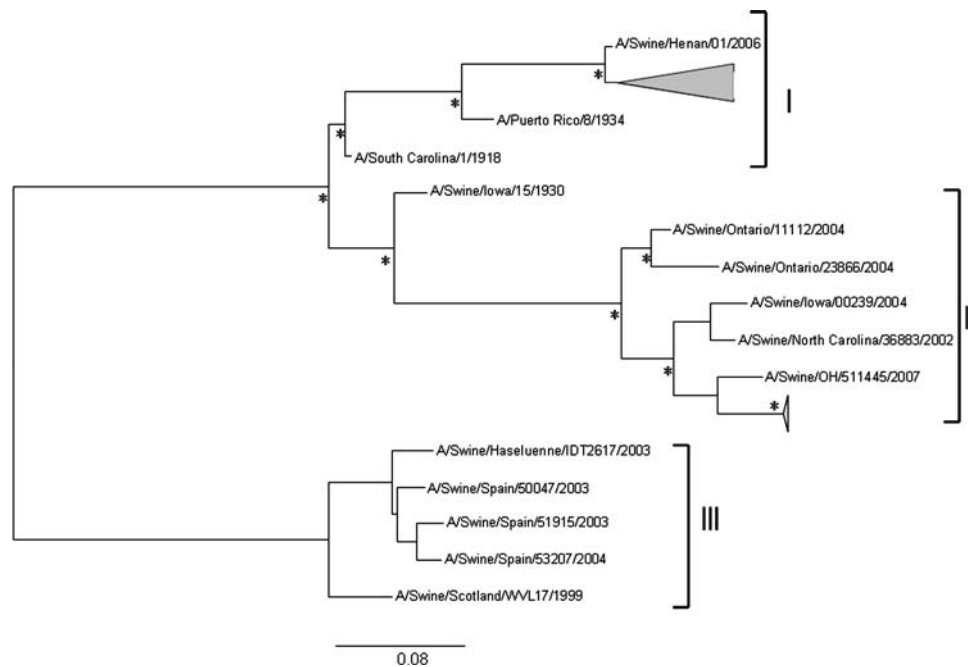 A/Swine/Henan/01/2006
*
I
*
A/Puerto Rico/8/1934
*
A/South Carolina/1/1918
*
A/Swine/Iowa/15/1930
A/Swine/Ontario/11112/2004
*
*
A/Swine/Ontario/23866/2004
A/Swine/Iowa/00239/2004
*
A/Swine/North Carolina/36883/2002
*
A/Swine/OH/511445/2007
*
A/Swine/Haseluenne/IDT2617/2003
A/Swine/Spain/50047/2003
III
A/Swine/Spain/51915/2003
A/Swine/Spain/53207/2004
A/Swine/Scotland/WVL17/1999
0.08